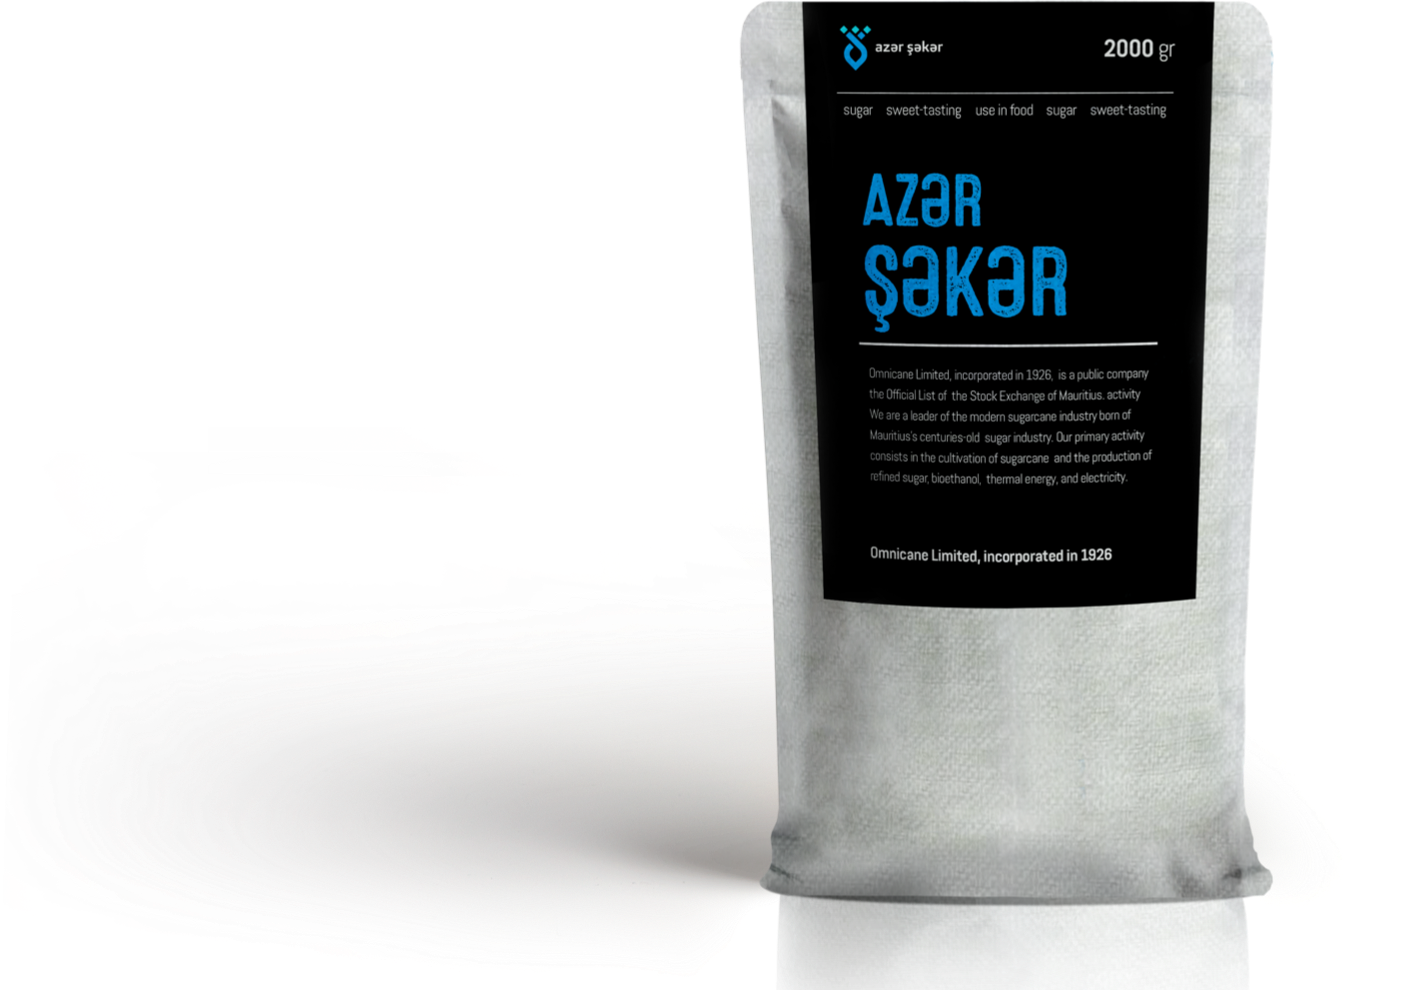 azər şəkər
2000 gr
sugar sweet-tasting use in food sugar sweet-tasting
AZƏR
ŞƏKƏR
Omnicane Limited, incorporated in 1926, is a public company
the Official List of the Stock Exchange of Mauritius. activity
We are a leader of the modern sugarcane industry born of
Mauritius's centuries-old sugar industry. Our primary activity
consists in the cultivation of sugarcane and the production of
refined sugar, bioethanol, thermal energy, and electricity.
Omnicane Limited, incorporated in 1926